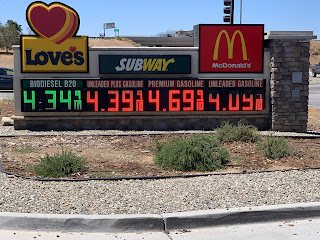 Love's
SUBWAY
McDonald's
BIODIESEL B20
UNLEADED PLUS GASOLINE
PREMIUM GASOLINE
UNLEADED GASOLINE
4.34 4.39 4.69 4.09